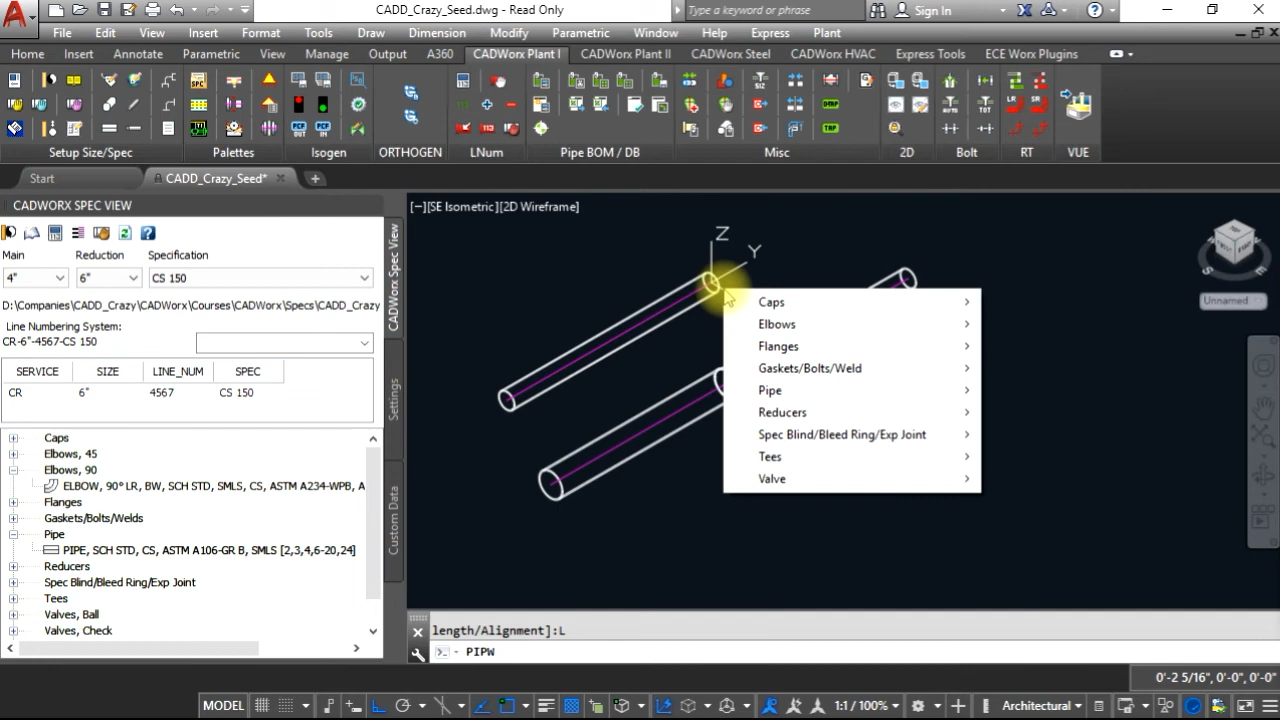 CADD_Crazy_Seed.dwg - Read Only
Type a keyword or phrase
Sign In
File Edit View Insert Format Tools Draw Dimension Modify Parametric Window Help Express Plant
Home Insert Annotate Parametric View Manage Output A360 CADWorx Plant I CADWorx Plant II CADWorx Steel CADWorx HVAC Express Tools ECE Worx Plugins
Setup Size/Spec Palettes Isogen ORTHOGEN LNum Pipe BOM / DB Misc 2D Bolt RT VUE
Start CADD_Crazy_Seed*
CADWORX SPEC VIEW
[−][SE Isometric][2D Wireframe]
Main Reduction Specification
4" 6" CS 150
D:\Companies\CADD_Crazy\CADWorx\Courses\CADWorx\Specs\CADD_Crazy
Line Numbering System:
CR-6"-4567-CS 150
SERVICE SIZE LINE_NUM SPEC
CR 6" 4567 CS 150
Caps
Elbows, 45
Elbows, 90
ELBOW, 90° LR, BW, SCH STD, SMLS, CS, ASTM A234-WPB, A
Flanges
Gaskets/Bolts/Welds
Pipe
PIPE, SCH STD, CS, ASTM A106-GR B, SMLS [2,3,4,6-20,24]
Reducers
Spec Blind/Bleed Ring/Exp Joint
Tees
Valves, Ball
Valves, Check
CADWorx Spec View
Settings
Custom Data
Z
Y
Caps
Elbows
Flanges
Gaskets/Bolts/Weld
Pipe
Reducers
Spec Blind/Bleed Ring/Exp Joint
Tees
Valve
Unnamed
length/Alignment]:L
PIPW
0'-2 5/16", 0'-0", 0'-0"
MODEL 1:1 / 100% Architectural